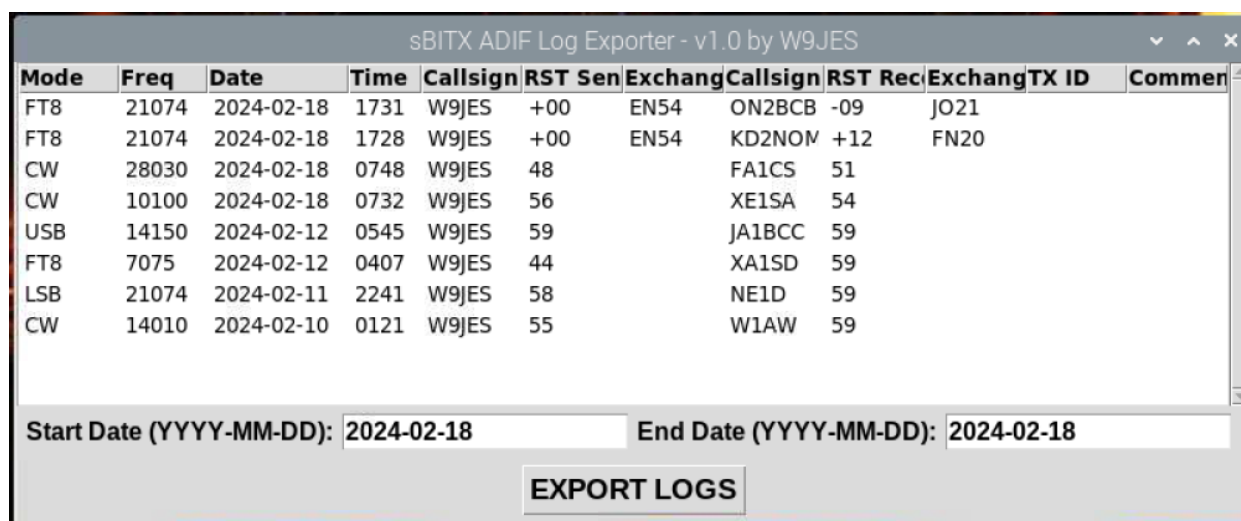 sBITX ADIF Log Exporter - v1.0 by W9JES
Mode Freq Date Time Callsign RST Sen Exchang Callsign RST Rec Exchang TX ID Commen
FT8 21074 2024-02-18 1731 W9JES +00 EN54 ON2BCB -09 JO21
FT8 21074 2024-02-18 1728 W9JES +00 EN54 KD2NOM +12 FN20
CW 28030 2024-02-18 0748 W9JES 48 FA1CS 51
CW 10100 2024-02-18 0732 W9JES 56 XE1SA 54
USB 14150 2024-02-12 0545 W9JES 59 JA1BCC 59
FT8 7075 2024-02-12 0407 W9JES 44 XA1SD 59
LSB 21074 2024-02-11 2241 W9JES 58 NE1D 59
CW 14010 2024-02-10 0121 W9JES 55 W1AW 59
Start Date (YYYY-MM-DD): 2024-02-18 End Date (YYYY-MM-DD): 2024-02-18
EXPORT LOGS